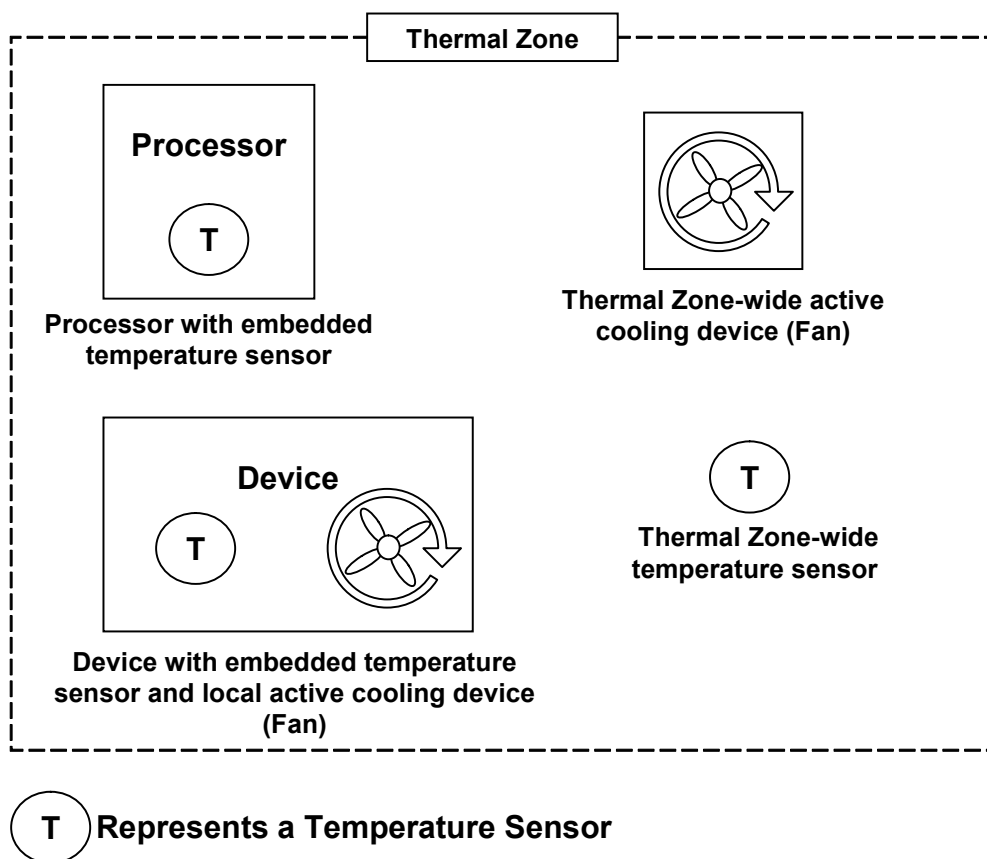 Thermal Zone
Processor
T
Processor with embedded
temperature sensor
Thermal Zone-wide active
cooling device (Fan)
Device
T
Device with embedded temperature
sensor and local active cooling device
(Fan)
T
Thermal Zone-wide
temperature sensor
T Represents a Temperature Sensor